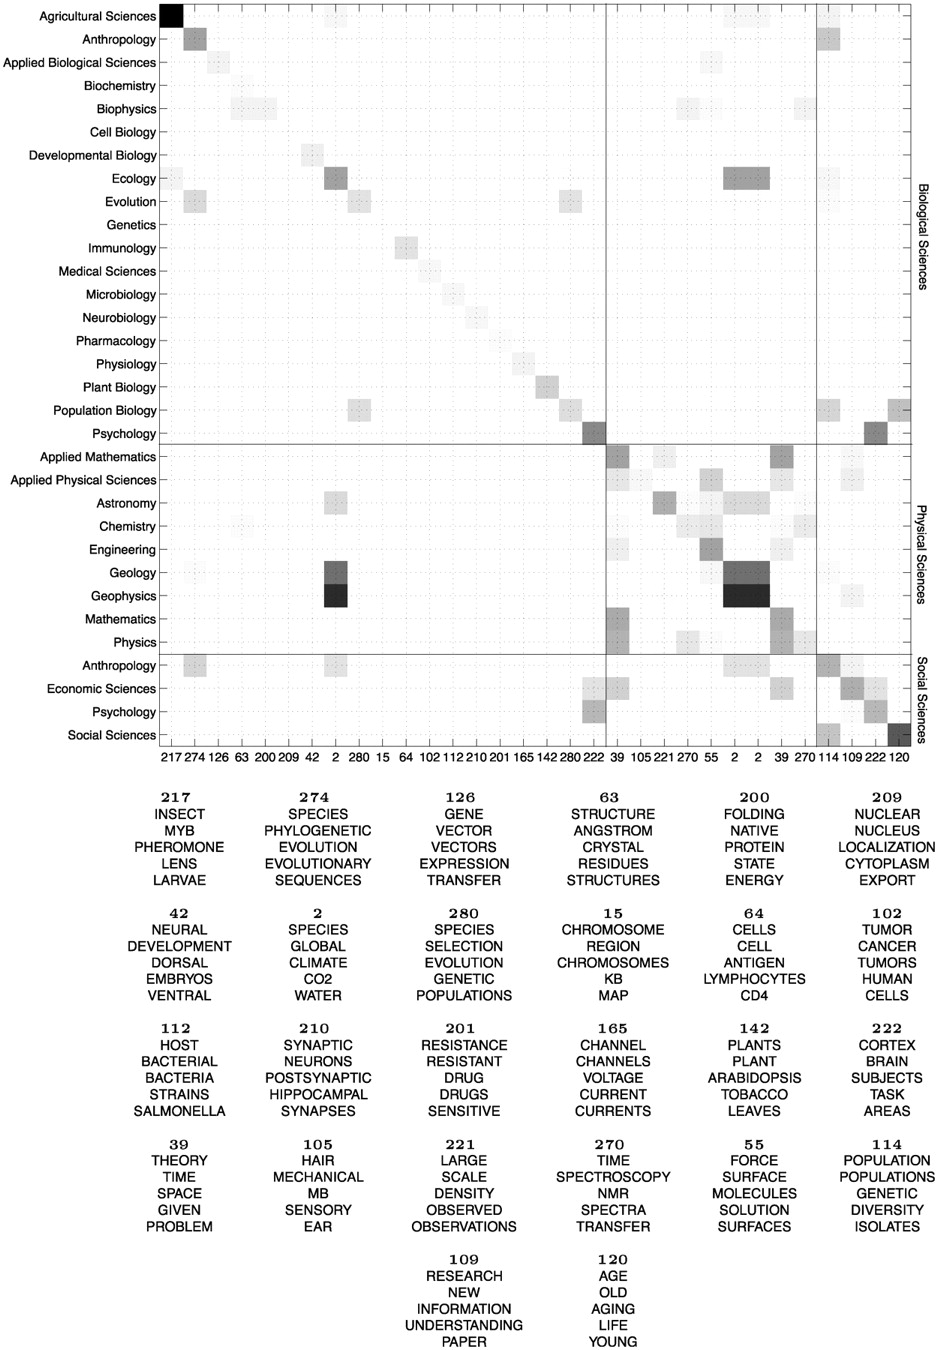 Agricultural Sciences
Anthropology
Applied Biological Sciences
Biochemistry
Biophysics
Cell Biology
Developmental Biology
Ecology
Evolution
Genetics
Immunology
Medical Sciences
Microbiology
Neurobiology
Pharmacology
Physiology
Plant Biology
Population Biology
Psychology
Biological Sciences
Applied Mathematics
Applied Physical Sciences
Astronomy
Chemistry
Engineering
Geology
Geophysics
Mathematics
Physics
Physical Sciences
Anthropology
Economic Sciences
Psychology
Social Sciences
Social Sciences
217 274 126 63 200 209 42 2 280 15 64 102 112 210 201 165 142 280 222 39 105 221 270 55 2 2 39 270 114 109 222 120
217 274 126 63 200 209
INSECT SPECIES GENE STRUCTURE FOLDING NUCLEAR
MYB PHYLOGENETIC VECTOR ANGSTROM NATIVE NUCLEUS
PHEROMONE EVOLUTION VECTORS CRYSTAL PROTEIN LOCALIZATION
LENS EVOLUTIONARY EXPRESSION RESIDUES STATE CYTOPLASM
LARVAE SEQUENCES TRANSFER STRUCTURES ENERGY EXPORT
42 2 280 15 64 102
NEURAL SPECIES SPECIES CHROMOSOME CELLS TUMOR
DEVELOPMENT GLOBAL SELECTION REGION CELL CANCER
DORSAL CLIMATE EVOLUTION CHROMOSOMES ANTIGEN TUMORS
EMBRYOS CO2 GENETIC KB LYMPHOCYTES HUMAN
VENTRAL WATER POPULATIONS MAP CD4 CELLS
112 210 201 165 142 222
HOST SYNAPTIC RESISTANCE CHANNEL PLANTS CORTEX
BACTERIAL NEURONS RESISTANT CHANNELS PLANT BRAIN
BACTERIA POSTSYNAPTIC DRUG VOLTAGE ARABIDOPSIS SUBJECTS
STRAINS HIPPOCAMPAL DRUGS CURRENT TOBACCO TASK
SALMONELLA SYNAPSES SENSITIVE CURRENTS LEAVES AREAS
39 105 221 270 55 114
THEORY HAIR LARGE TIME FORCE POPULATION
TIME MECHANICAL SCALE SPECTROSCOPY SURFACE POPULATIONS
SPACE MB DENSITY NMR MOLECULES GENETIC
GIVEN SENSORY OBSERVED SPECTRA SOLUTION DIVERSITY
PROBLEM EAR OBSERVATIONS TRANSFER SURFACES ISOLATES
109 120
RESEARCH AGE
NEW OLD
INFORMATION AGING
UNDERSTANDING LIFE
PAPER YOUNG